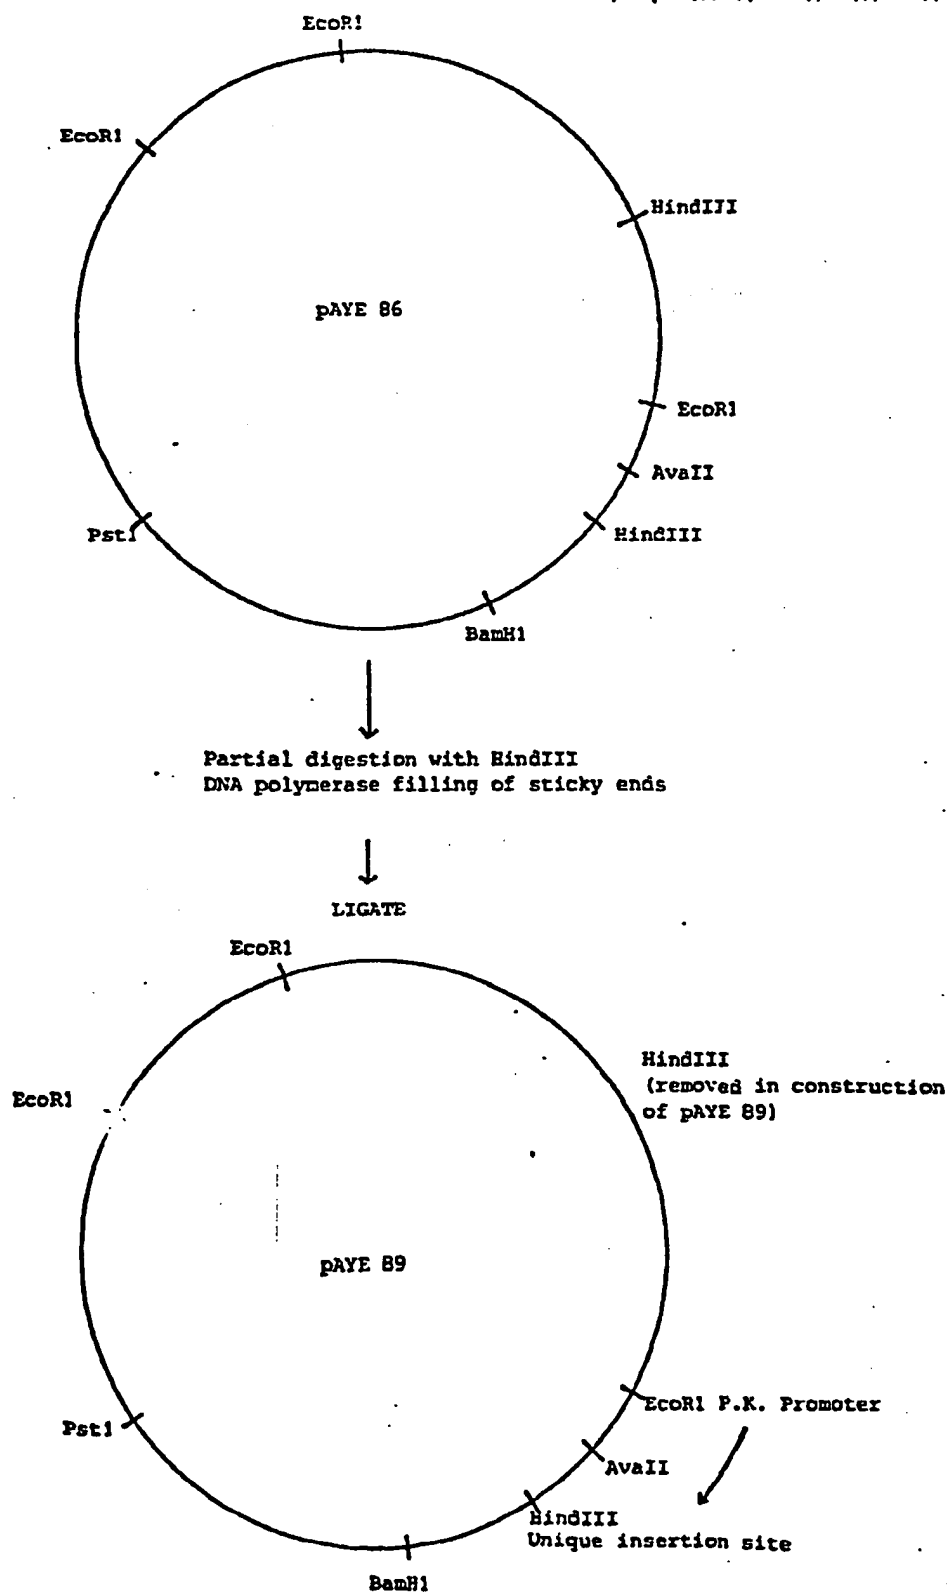 EcoR1
EcoR1
HindIII
pAYE 86
EcoR1
AvaII
Pst1
HindIII
BamH1
Partial digestion with HindIII
DNA polymerase filling of sticky ends
LIGATE
EcoR1
HindIII
(removed in construction
of pAYE 89)
EcoR1
pAYE 89
EcoR1 P.K. Promoter
Pst1
AvaII
HindIII
Unique insertion site
BamH1